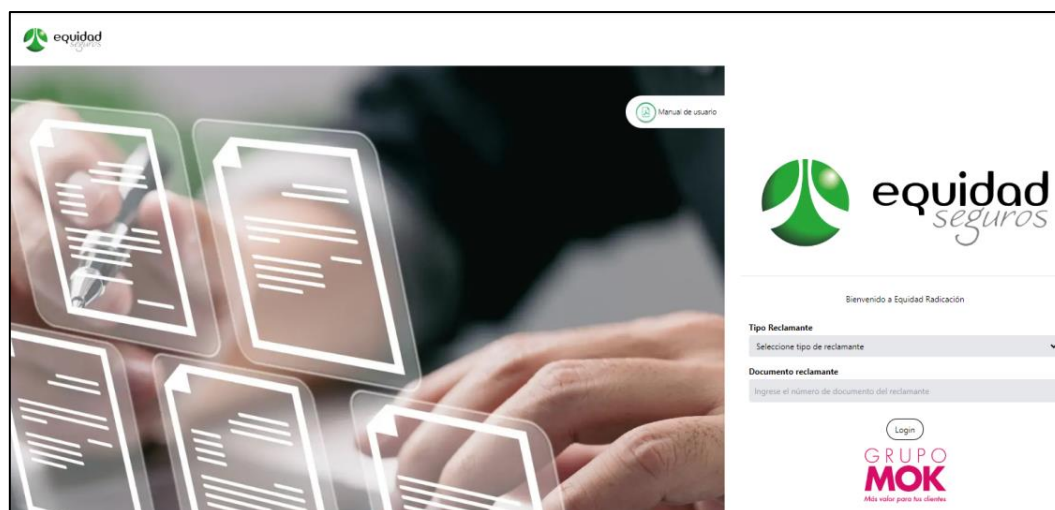 equidad
seguros
Manual de usuario
equidad
seguros
Bienvenido a Equidad Radicación
Tipo Reclamante
Seleccione tipo de reclamante
Documento reclamante
Ingrese el número de documento del reclamante
Login
GRUPO
MOK
Más valor para tus clientes